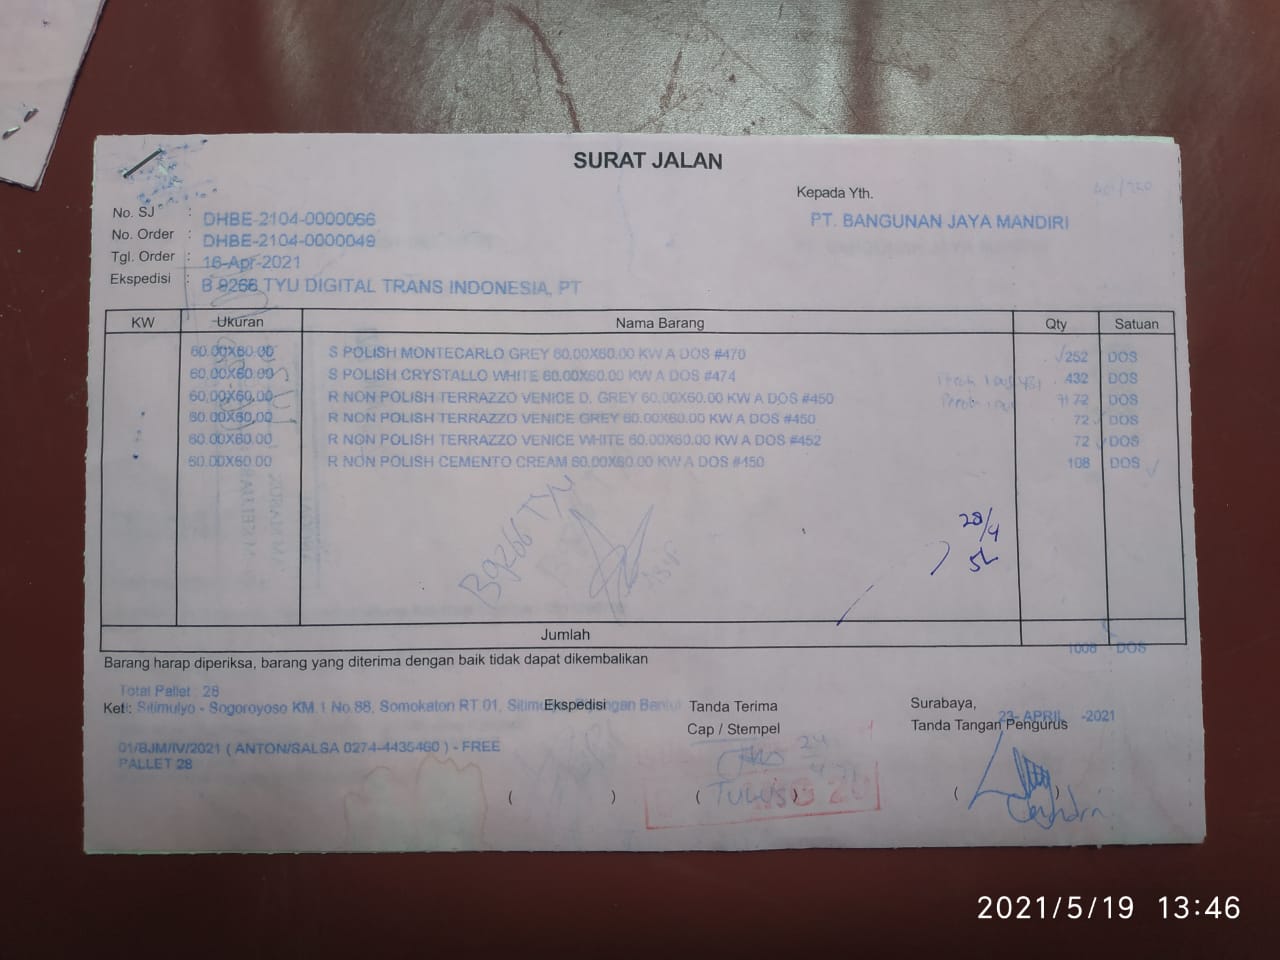 SURAT JALAN
Kepada Yth.
No. SJ : DHBE-2104-0000066
PT. BANGUNAN JAYA MANDIRI
No. Order : DHBE-2104-0000049
Tgl. Order : 16-Apr-2021
Ekspedisi : B 9266 TYU DIGITAL TRANS INDONESIA, PT
KW Ukuran Nama Barang Qty Satuan
60.00X60.00 S POLISH MONTECARLO GREY 60.00X60.00 KW A DOS #470 252 DOS
60.00X60.00 S POLISH CRYSTALLO WHITE 60.00X60.00 KW A DOS #474 432 DOS
60.00X60.00 R NON POLISH TERRAZZO VENICE D. GREY 60.00X60.00 KW A DOS #450 72 DOS
60.00X60.00 R NON POLISH TERRAZZO VENICE GREY 60.00X60.00 KW A DOS #450 72 DOS
60.00X60.00 R NON POLISH TERRAZZO VENICE WHITE 60.00X60.00 KW A DOS #452 72 DOS
60.00X60.00 R NON POLISH CEMENTO CREAM 60.00X60.00 KW A DOS #450 108 DOS
B9266 TYU
28/4
Jumlah
1008 DOS
Barang harap diperiksa, barang yang diterima dengan baik tidak dapat dikembalikan
Total Pallet : 28
Ket : Sitimulyo - Sogoroyoso KM.1 No.88, Somokaton RT 01,
Ekspedisi
Tanda Terima
Cap / Stempel
Surabaya,
23- APRIL -2021
Tanda Tangan Pengurus
01/BJM/IV/2021 ( ANTON/SALSA 0274-4435460 ) - FREE
PALLET 28
( ) ( Tulus ) ( )
2021/5/19 13:46